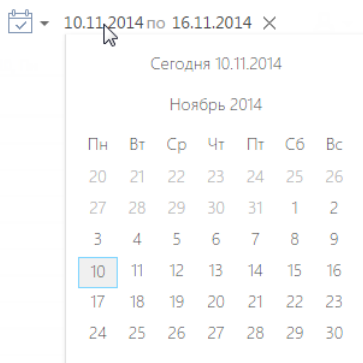 10.11.2014 по 16.11.2014
Сегодня 10.11.2014
Ноябрь 2014
Пн Вт Ср Чт Пт Сб Вс
20 21 22 23 24 25 26
27 28 29 30 31 1 2
3 4 5 6 7 8 9
10 11 12 13 14 15 16
17 18 19 20 21 22 23
24 25 26 27 28 29 30